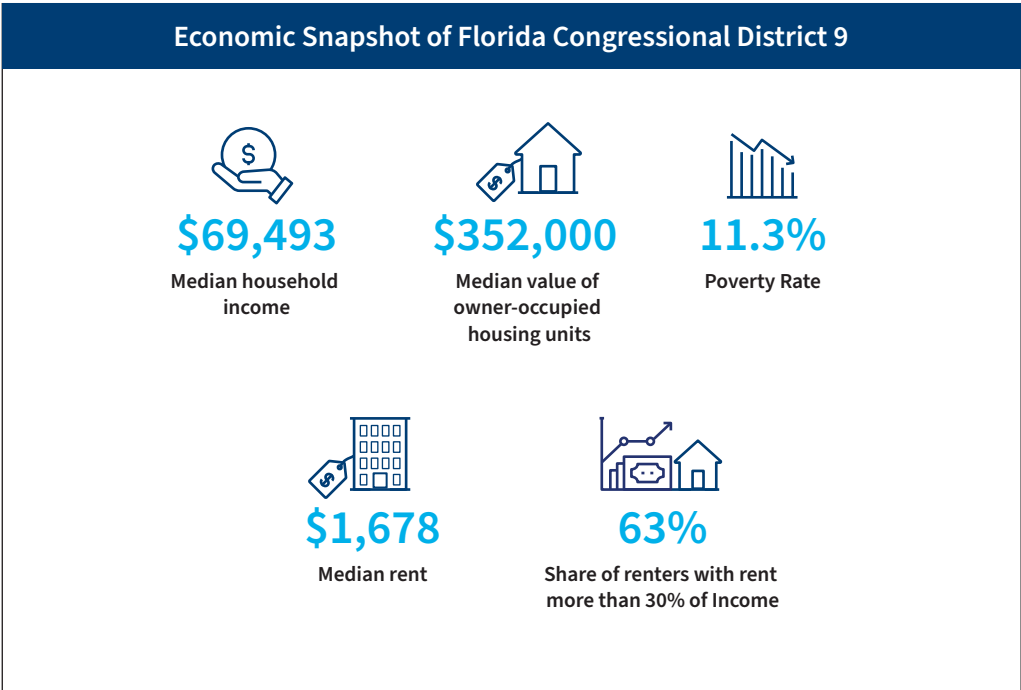 Economic Snapshot of Florida Congressional District 9
$
$69,493
Median household
income
$
$352,000
Median value of
owner-occupied
housing units
11.3%
Poverty Rate
$
$1,678
Median rent
63%
Share of renters with rent
more than 30% of Income